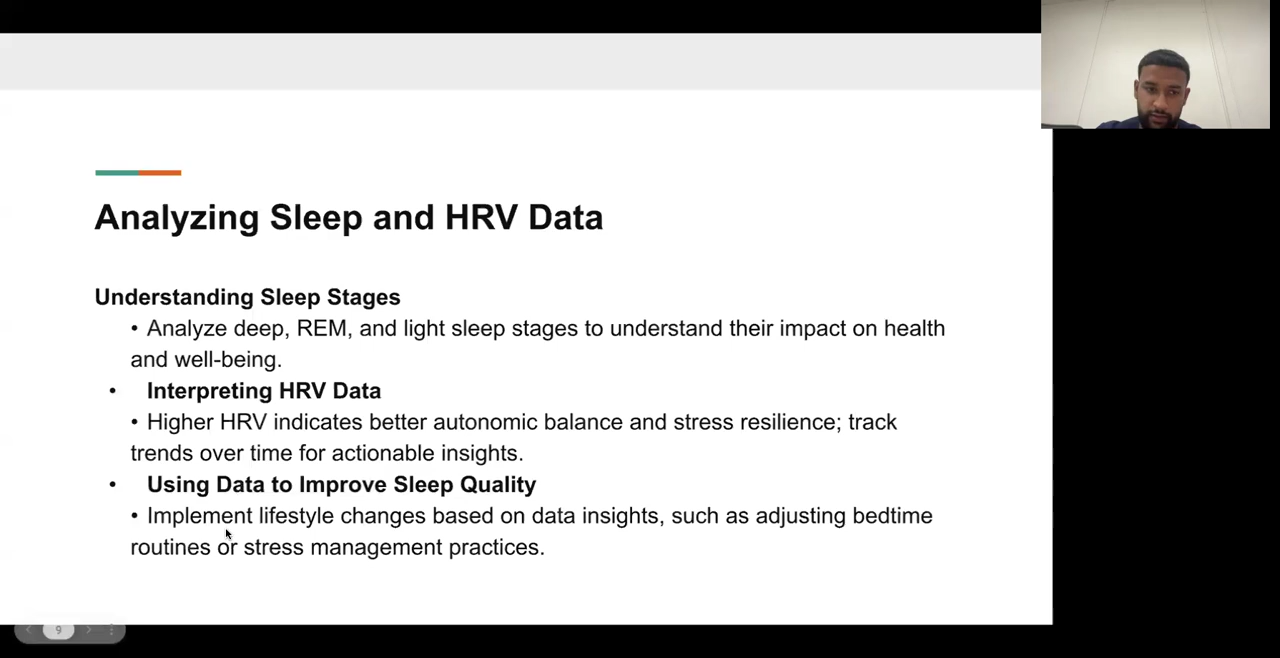 Analyzing Sleep and HRV Data
Understanding Sleep Stages
• Analyze deep, REM, and light sleep stages to understand their impact on health
and well-being.
• Interpreting HRV Data
• Higher HRV indicates better autonomic balance and stress resilience; track
trends over time for actionable insights.
• Using Data to Improve Sleep Quality
• Implement lifestyle changes based on data insights, such as adjusting bedtime
routines or stress management practices.
9